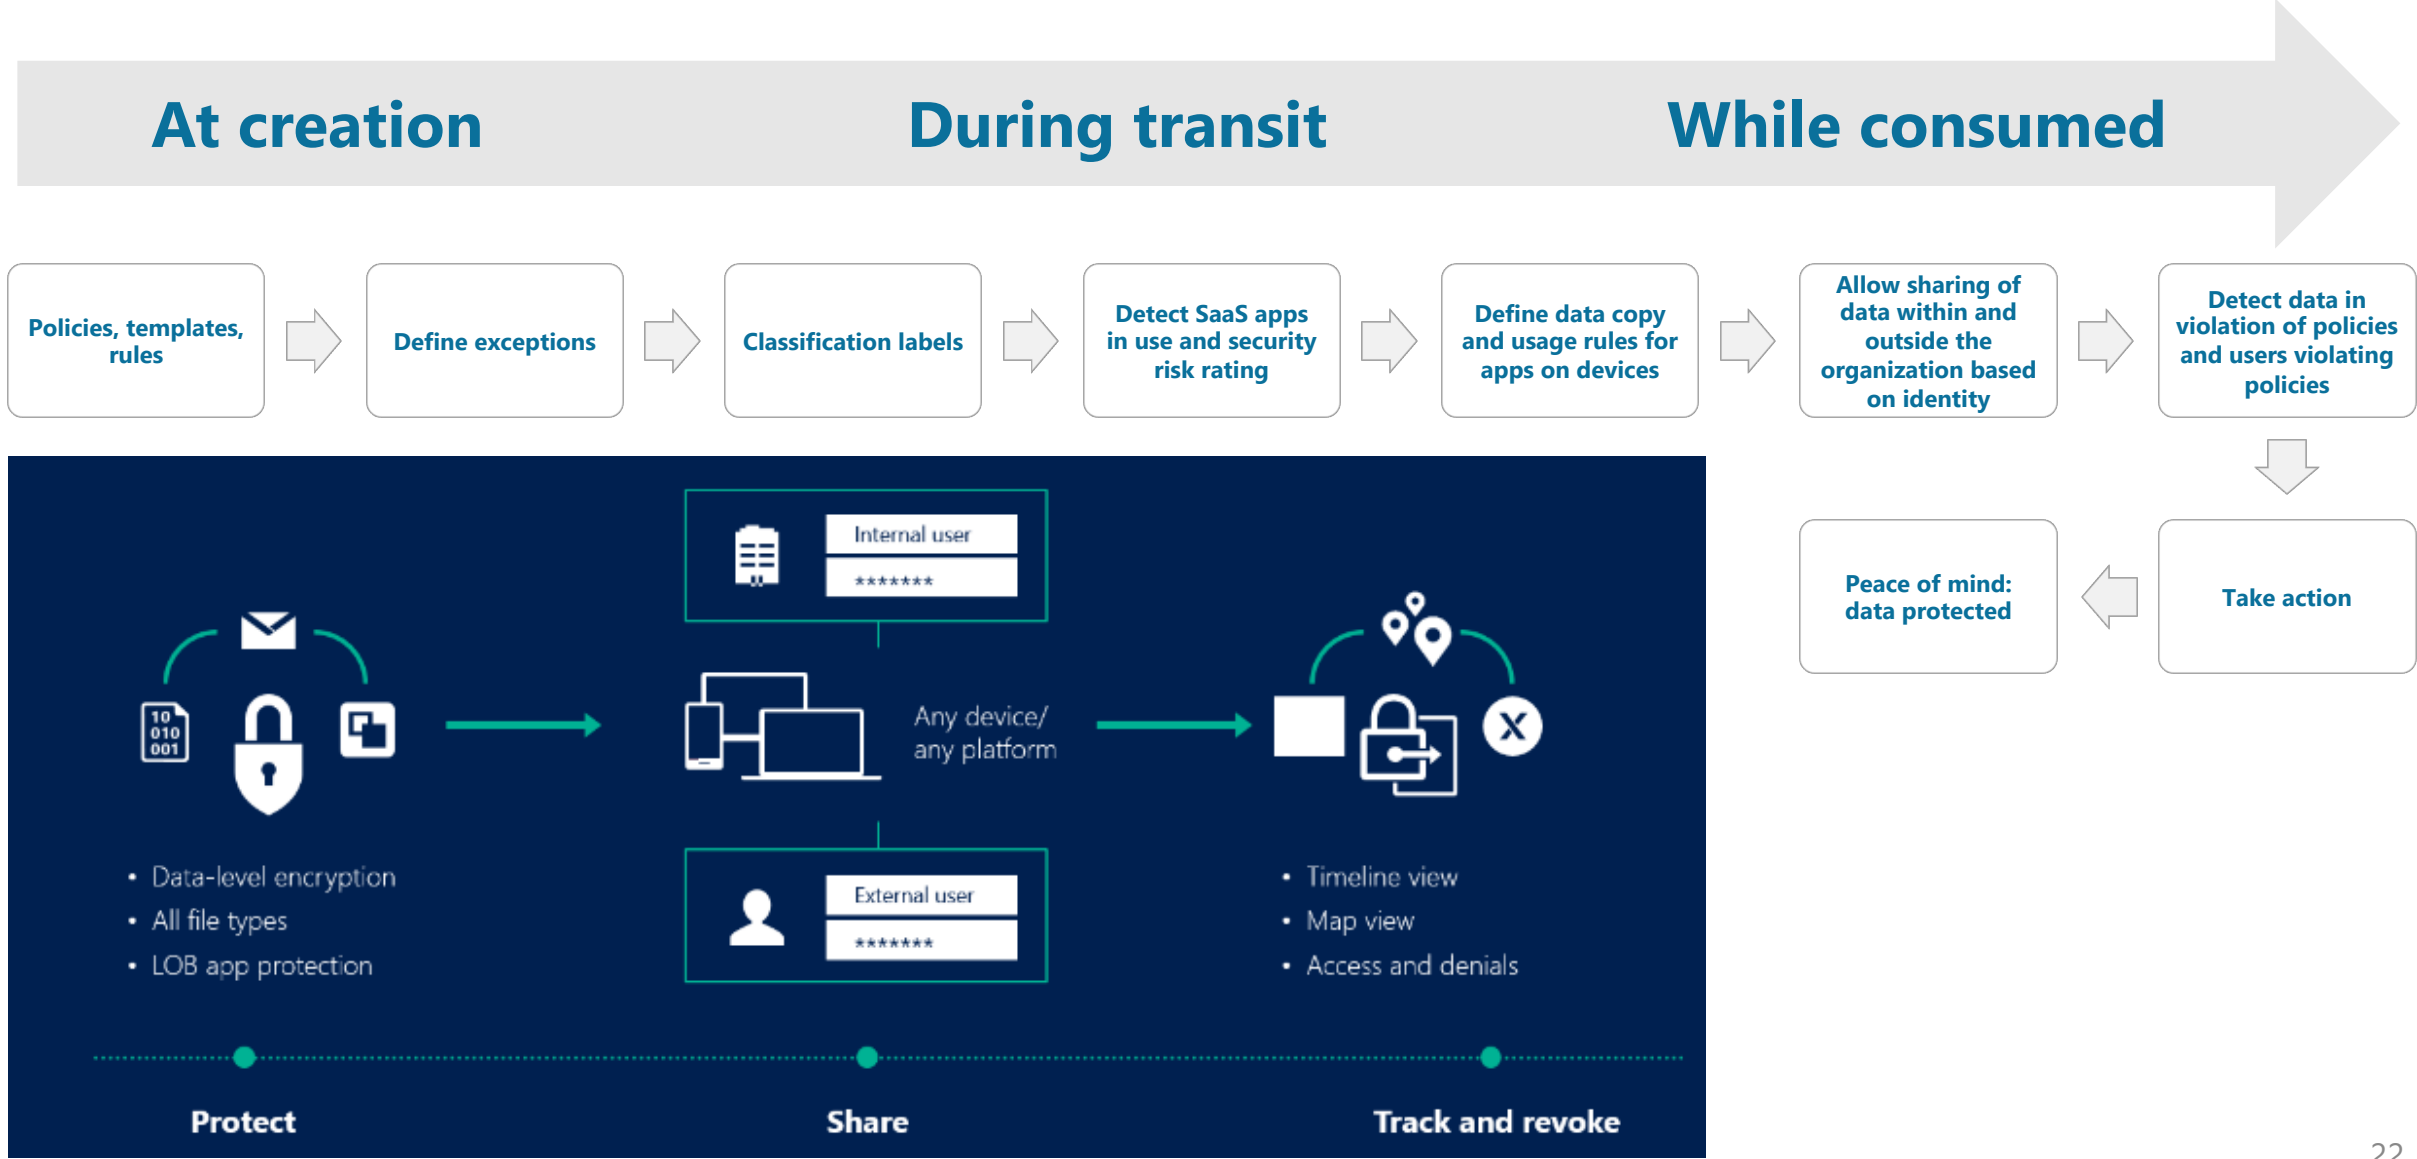 At creation
During transit
While consumed
Policies, templates,
rules
Define exceptions
Classification labels
Detect SaaS apps
in use and security
risk rating
Define data copy
and usage rules for
apps on devices
Allow sharing of
data within and
outside the
organization based
on identity
Detect data in
violation of policies
and users violating
policies
Take action
Peace of mind:
data protected
Internal user
*******
10
010
001
Any device/
any platform
X
External user
*******
• Data-level encryption
• All file types
• LOB app protection
• Timeline view
• Map view
• Access and denials
Protect
Share
Track and revoke
22